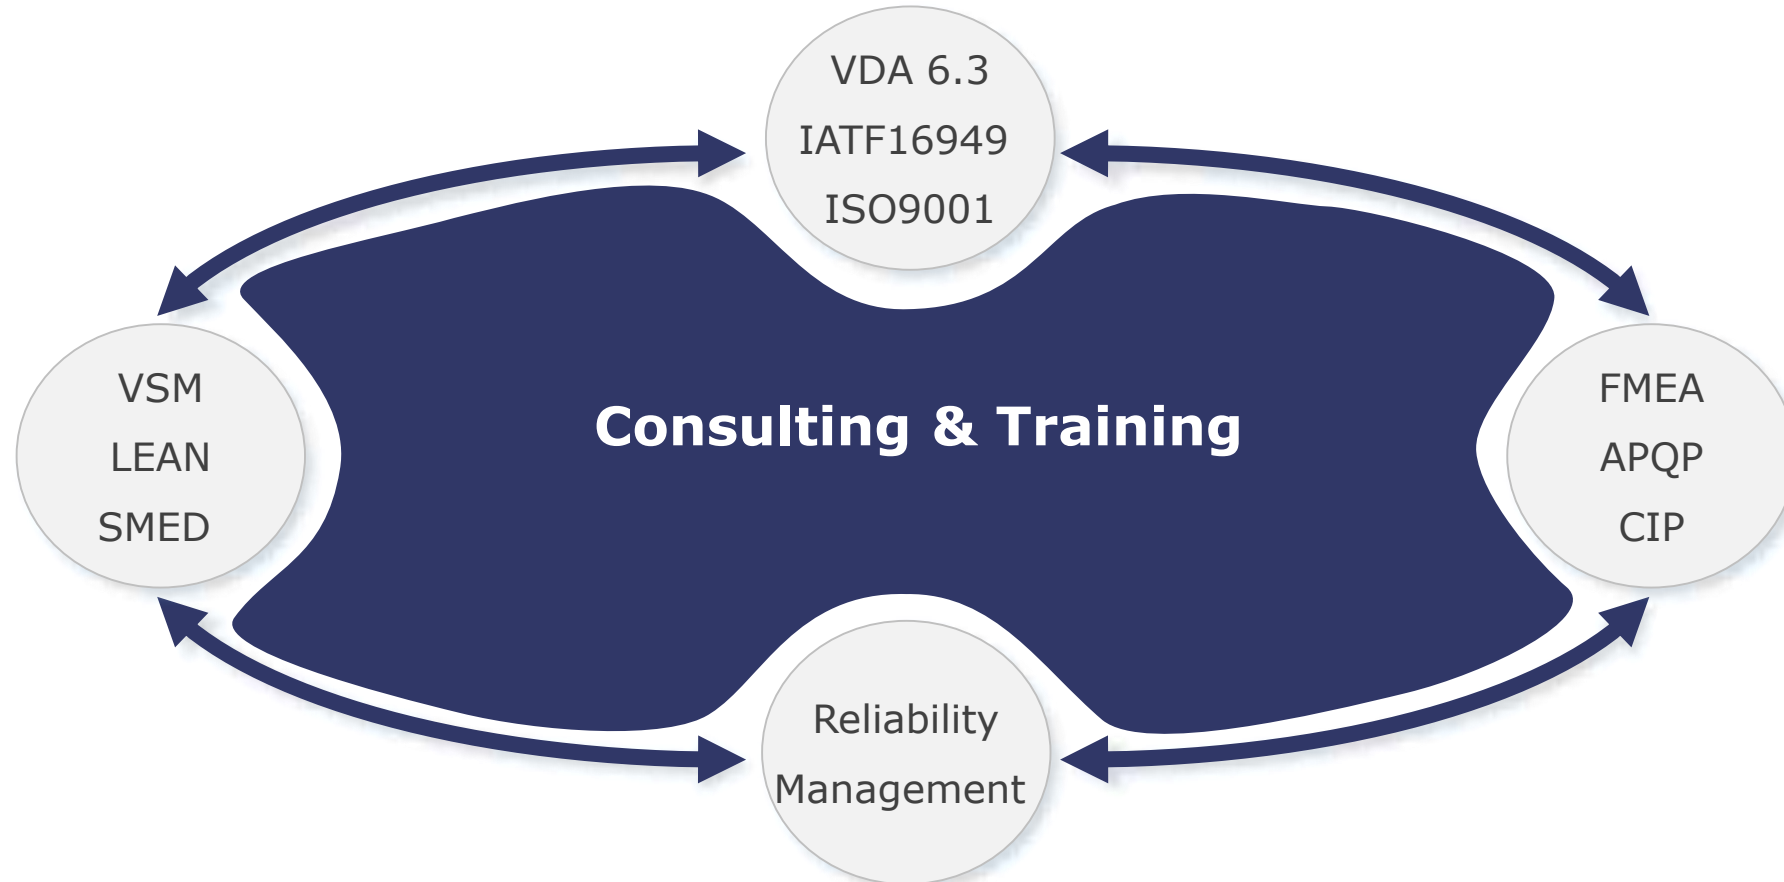 VDA 6.3
IATF16949
ISO9001
VSM
LEAN
SMED
Consulting & Training
FMEA
APQP
CIP
Reliability
Management